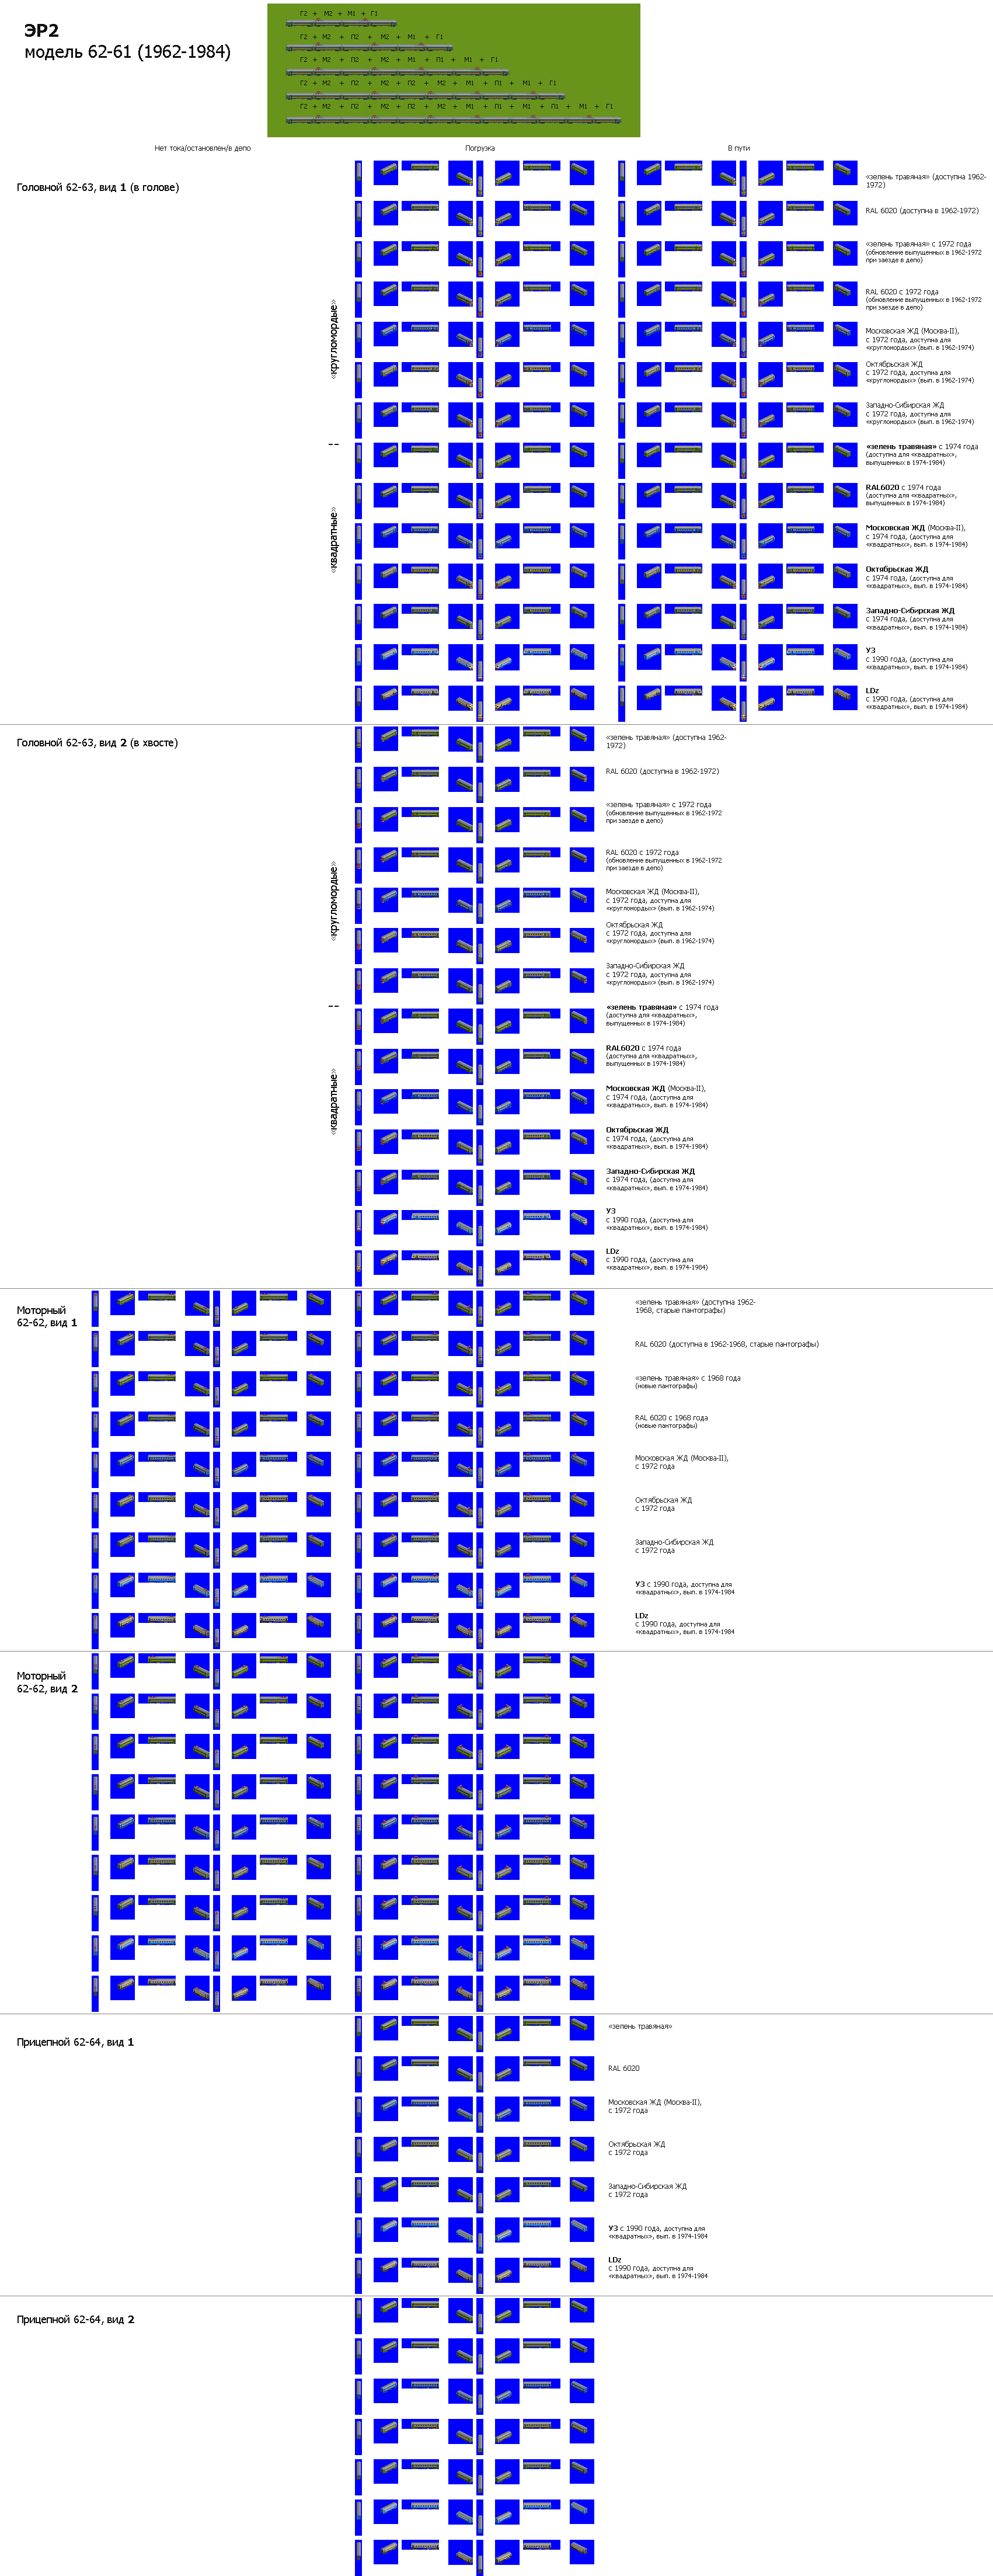 ЭР2
модель 62-61 (1962-1984)
Г2 + М2 + М1 + Г1
Г2 + М2 + П2 + М2 + М1 + Г1
Г2 + М2 + П2 + М2 + М1 + П1 + М1 + Г1
Г2 + М2 + П2 + М2 + П2 + М2 + М1 + П1 + М1 + Г1
Г2 + М2 + П2 + М2 + П2 + М2 + М1 + П1 + М1 + П1 + М1 + Г1
Нет тока/остановлен/в депо
Погрузка
В пути
Головной 62-63, вид 1 (в голове)
«зелень травяная» (доступна 1962-
1972)
RAL 6020 (доступна в 1962-1972)
«зелень травяная» с 1972 года
(обновление выпущенных в 1962-1972
при заезде в депо)
RAL 6020 с 1972 года
(обновление выпущенных в 1962-1972
при заезде в депо)
«кругломордые»
Московская ЖД (Москва-II),
с 1972 года, доступна для
«кругломордых» (вып. в 1962-1974)
Октябрьская ЖД
с 1972 года, доступна для
«кругломордых» (вып. в 1962-1974)
Западно-Сибирская ЖД
с 1972 года, доступна для
«кругломордых» (вып. в 1962-1974)
--
«зелень травяная» с 1974 года
(доступна для «квадратных»,
выпущенных в 1974-1984)
RAL6020 с 1974 года
(доступна для «квадратных»,
выпущенных в 1974-1984)
«квадратные»
Московская ЖД (Москва-II),
с 1974 года, (доступна для
«квадратных», вып. в 1974-1984)
Октябрьская ЖД
с 1974 года, (доступна для
«квадратных», вып. в 1974-1984)
Западно-Сибирская ЖД
с 1974 года, (доступна для
«квадратных», вып. в 1974-1984)
УЗ
с 1990 года, (доступна для
«квадратных», вып. в 1974-1984)
LDz
с 1990 года, (доступна для
«квадратных», вып. в 1974-1984)
Головной 62-63, вид 2 (в хвосте)
«зелень травяная» (доступна 1962-
1972)
RAL 6020 (доступна в 1962-1972)
«зелень травяная» с 1972 года
(обновление выпущенных в 1962-1972
при заезде в депо)
RAL 6020 с 1972 года
(обновление выпущенных в 1962-1972
при заезде в депо)
«кругломордые»
Московская ЖД (Москва-II),
с 1972 года, доступна для
«кругломордых» (вып. в 1962-1974)
Октябрьская ЖД
с 1972 года, доступна для
«кругломордых» (вып. в 1962-1974)
Западно-Сибирская ЖД
с 1972 года, доступна для
«кругломордых» (вып. в 1962-1974)
--
«зелень травяная» с 1974 года
(доступна для «квадратных»,
выпущенных в 1974-1984)
RAL6020 с 1974 года
(доступна для «квадратных»,
выпущенных в 1974-1984)
«квадратные»
Московская ЖД (Москва-II),
с 1974 года, (доступна для
«квадратных», вып. в 1974-1984)
Октябрьская ЖД
с 1974 года, (доступна для
«квадратных», вып. в 1974-1984)
Западно-Сибирская ЖД
с 1974 года, (доступна для
«квадратных», вып. в 1974-1984)
УЗ
с 1990 года, (доступна для
«квадратных», вып. в 1974-1984)
LDz
с 1990 года, (доступна для
«квадратных», вып. в 1974-1984)
Моторный
62-62, вид 1
«зелень травяная» (доступна 1962-
1968, старые пантографы)
RAL 6020 (доступна в 1962-1968, старые пантографы)
«зелень травяная» с 1968 года
(новые пантографы)
RAL 6020 с 1968 года
(новые пантографы)
Московская ЖД (Москва-II),
с 1972 года
Октябрьская ЖД
с 1972 года
Западно-Сибирская ЖД
с 1972 года
УЗ с 1990 года, доступна для
«квадратных», вып. в 1974-1984
LDz
с 1990 года, доступна для
«квадратных», вып. в 1974-1984
Моторный
62-62, вид 2
Прицепной 62-64, вид 1
«зелень травяная»
RAL 6020
Московская ЖД (Москва-II),
с 1972 года
Октябрьская ЖД
с 1972 года
Западно-Сибирская ЖД
с 1972 года
УЗ с 1990 года, доступна для
«квадратных», вып. в 1974-1984
LDz
с 1990 года, доступна для
«квадратных», вып. в 1974-1984
Прицепной 62-64, вид 2